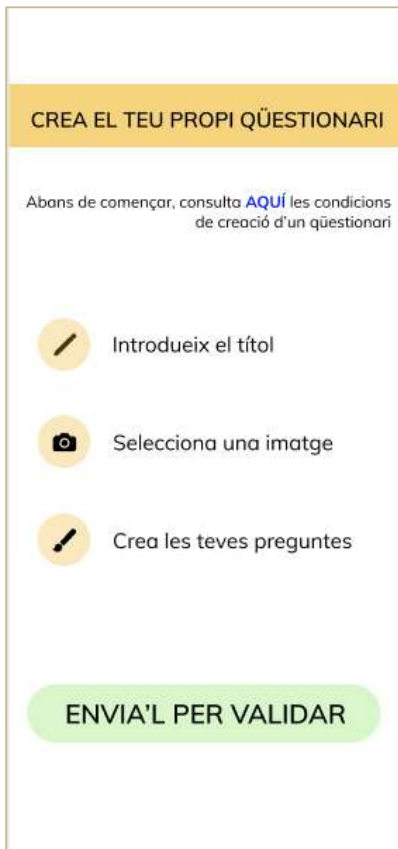 CREA EL TEU PROPI QÜESTIONARI
Abans de començar, consulta AQUÍ les condicions
de creació d'un qüestionari
Introdueix el títol
Selecciona una imatge
Crea les teves preguntes
ENVIA'L PER VALIDAR